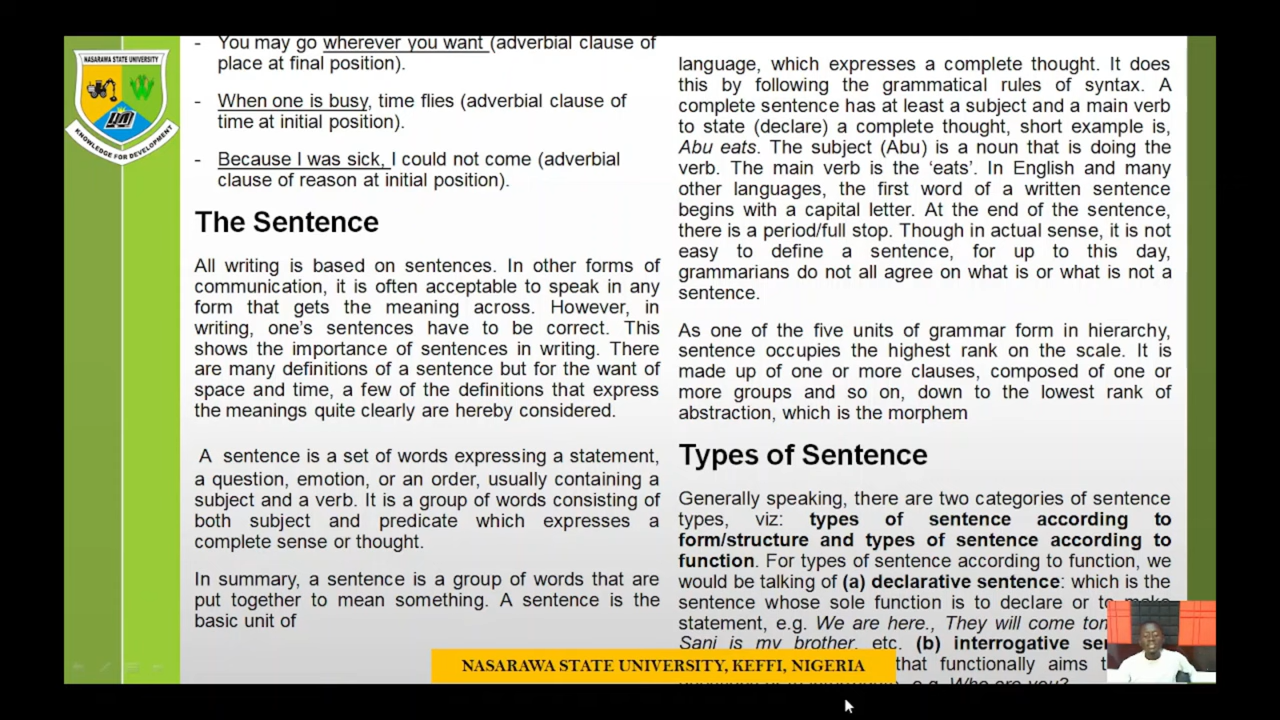 NASARAWA STATE UNIVERSITY
KNOWLEDGE FOR DEVELOPMENT
- You may go wherever you want (adverbial clause of
place at final position).
- When one is busy, time flies (adverbial clause of
time at initial position).
- Because I was sick, I could not come (adverbial
clause of reason at initial position).
The Sentence
All writing is based on sentences. In other forms of
communication, it is often acceptable to speak in any
form that gets the meaning across. However, in
writing, one’s sentences have to be correct. This
shows the importance of sentences in writing. There
are many definitions of a sentence but for the want of
space and time, a few of the definitions that express
the meanings quite clearly are hereby considered.
A sentence is a set of words expressing a statement,
a question, emotion, or an order, usually containing a
subject and a verb. It is a group of words consisting of
both subject and predicate which expresses a
complete sense or thought.
In summary, a sentence is a group of words that are
put together to mean something. A sentence is the
basic unit of
language, which expresses a complete thought. It does
this by following the grammatical rules of syntax. A
complete sentence has at least a subject and a main verb
to state (declare) a complete thought, short example is,
Abu eats. The subject (Abu) is a noun that is doing the
verb. The main verb is the ‘eats’. In English and many
other languages, the first word of a written sentence
begins with a capital letter. At the end of the sentence,
there is a period/full stop. Though in actual sense, it is not
easy to define a sentence, for up to this day,
grammarians do not all agree on what is or what is not a
sentence.
As one of the five units of grammar form in hierarchy,
sentence occupies the highest rank on the scale. It is
made up of one or more clauses, composed of one or
more groups and so on, down to the lowest rank of
abstraction, which is the morphem
Types of Sentence
Generally speaking, there are two categories of sentence
types, viz: types of sentence according to
form/structure and types of sentence according to
function. For types of sentence according to function, we
would be talking of (a) declarative sentence: which is the
sentence whose sole function is to declare or to
statement, e.g. We are here., They will come
Sani is my brother, etc. (b) interrogative
that functionally aims
e.g. Who are you?
NASARAWA STATE UNIVERSITY, KEFFI, NIGERIA